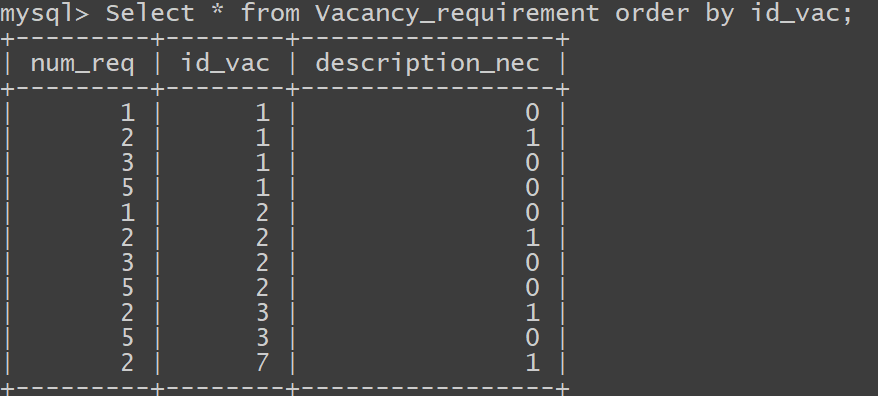 mysql> Select * from Vacancy_requirement order by id_vac;
+---------+--------+-----------------+
| num_req | id_vac | description_nec |
+---------+--------+-----------------+
|       1 |      1 |               0 |
|       2 |      1 |               1 |
|       3 |      1 |               0 |
|       5 |      1 |               0 |
|       1 |      2 |               0 |
|       2 |      2 |               1 |
|       3 |      2 |               0 |
|       5 |      2 |               0 |
|       2 |      3 |               1 |
|       5 |      3 |               0 |
|       2 |      7 |               1 |
+---------+--------+-----------------+